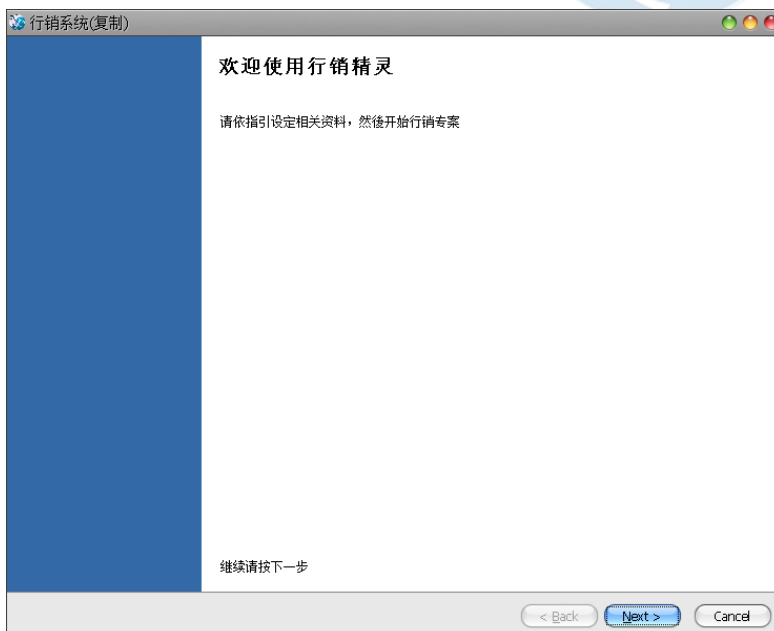 行销系统(复制)
欢迎使用行销精灵
请依指引设定相关资料，然後开始行销专案
继续请按下一步
< Back
Next >
Cancel